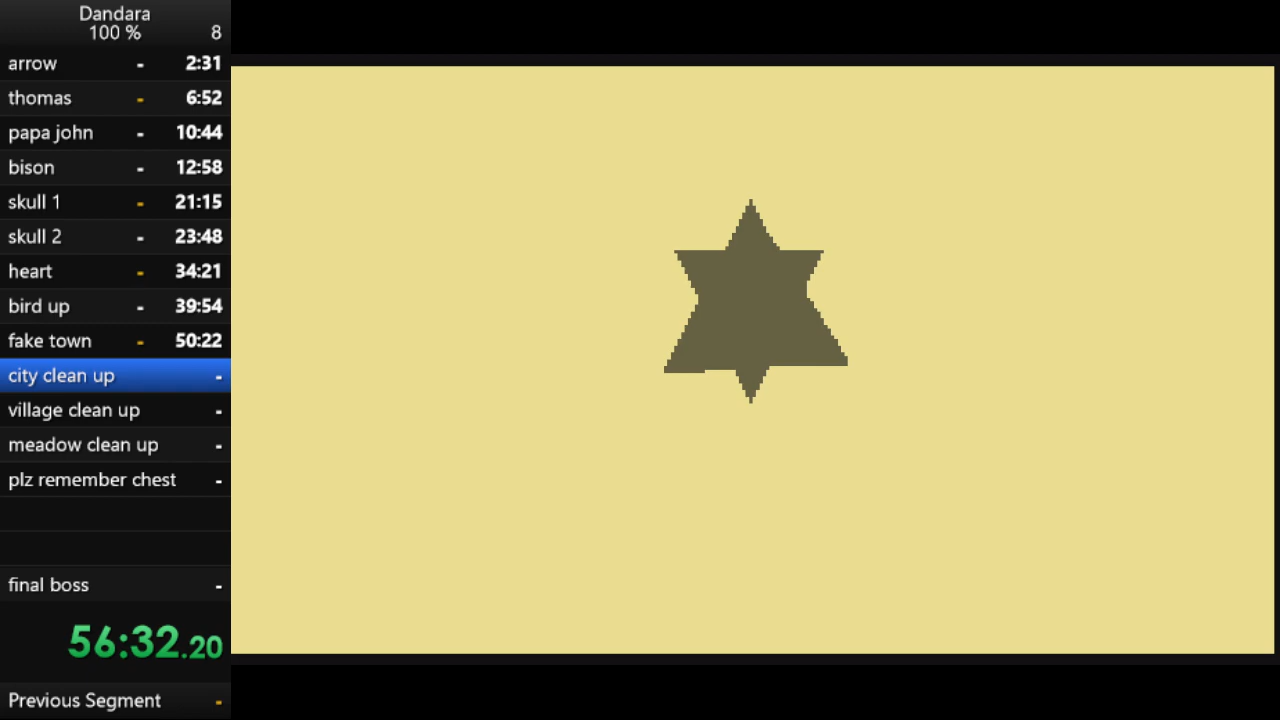 Dandara
100 % 8
arrow - 2:31
thomas - 6:52
papa john - 10:44
bison - 12:58
skull 1 - 21:15
skull 2 - 23:48
heart - 34:21
bird up - 39:54
fake town - 50:22
city clean up -
village clean up -
meadow clean up -
plz remember chest -
final boss -
56:32.20
Previous Segment -